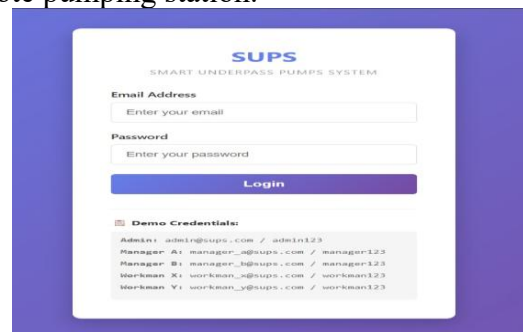 ote pumping station.
SUPS
SMART UNDERPASS PUMPS SYSTEM
Email Address
Enter your email
Password
Enter your password
Login
Demo Credentials:
Admin: admin@sups.com / admin123
Manager A: manager_a@sups.com / manager123
Manager B: manager_b@sups.com / manager123
Workman X: workman_x@sups.com / workman123
Workman Y: workman_y@sups.com / workman123